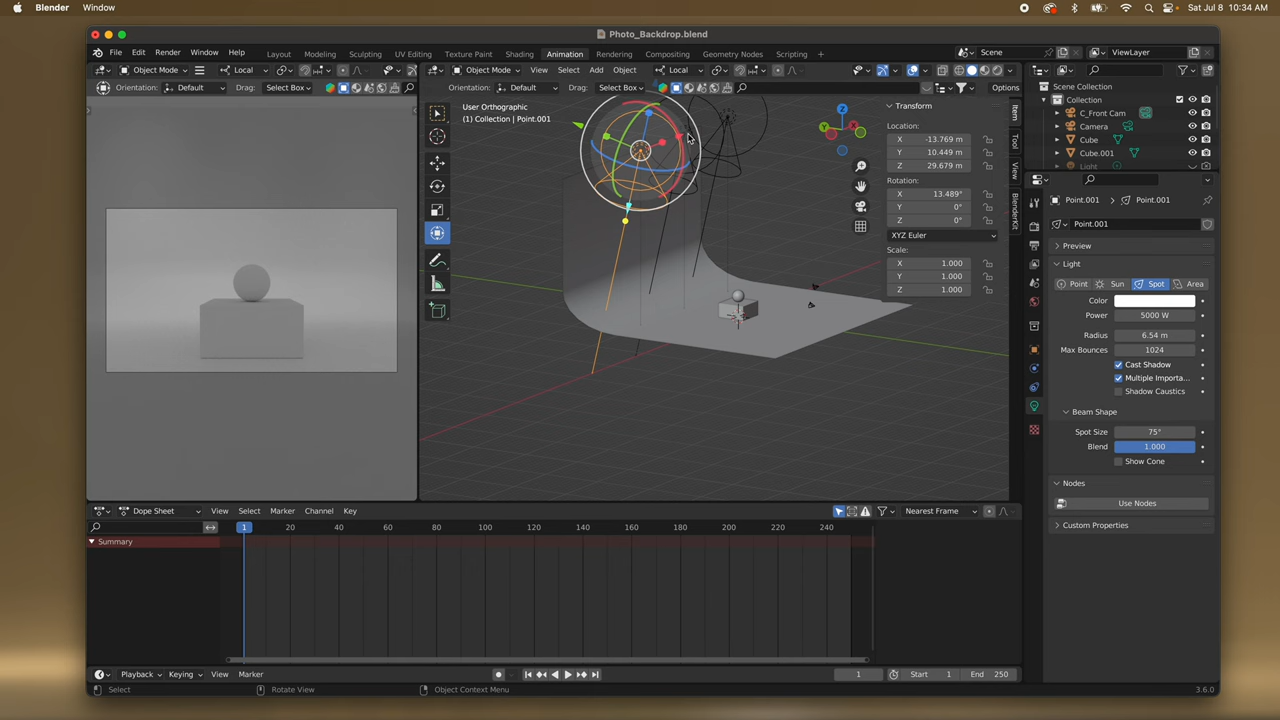 Blender Window Sat Jul 8 10:34 AM
Photo_Backdrop.blend
File Edit Render Window Help Layout Modeling Sculpting UV Editing Texture Paint Shading Animation Rendering Compositing Geometry Nodes Scripting + Scene ViewLayer
Object Mode Local Object Mode View Select Add Object Local
Orientation: Default Drag: Select Box Orientation: Default Drag: Select Box Options
Scene Collection
Collection
C_Front Cam
Camera
Cube
Cube.001
Light
User Orthographic
(1) Collection | Point.001
Z
Y
X
Transform
Location:
X -13.769 m
Y 10.449 m
Z 29.679 m
Rotation:
X 13.489°
Y 0°
Z 0°
XYZ Euler
Scale:
X 1.000
Y 1.000
Z 1.000
Item
Tool
View
BlenderKit
Point.001 Point.001
Point.001
Preview
Light
Point Sun Spot Area
Color
Power 5000 W
Radius 6.54 m
Max Bounces 1024
Cast Shadow
Multiple Importa...
Shadow Caustics
Beam Shape
Spot Size 75°
Blend 1.000
Show Cone
Nodes
Use Nodes
Custom Properties
Dope Sheet View Select Marker Channel Key Nearest Frame
1 20 40 60 80 100 120 140 160 180 200 220 240
Summary
Playback Keying View Marker 1 Start 1 End 250
Select Rotate View Object Context Menu 3.6.0